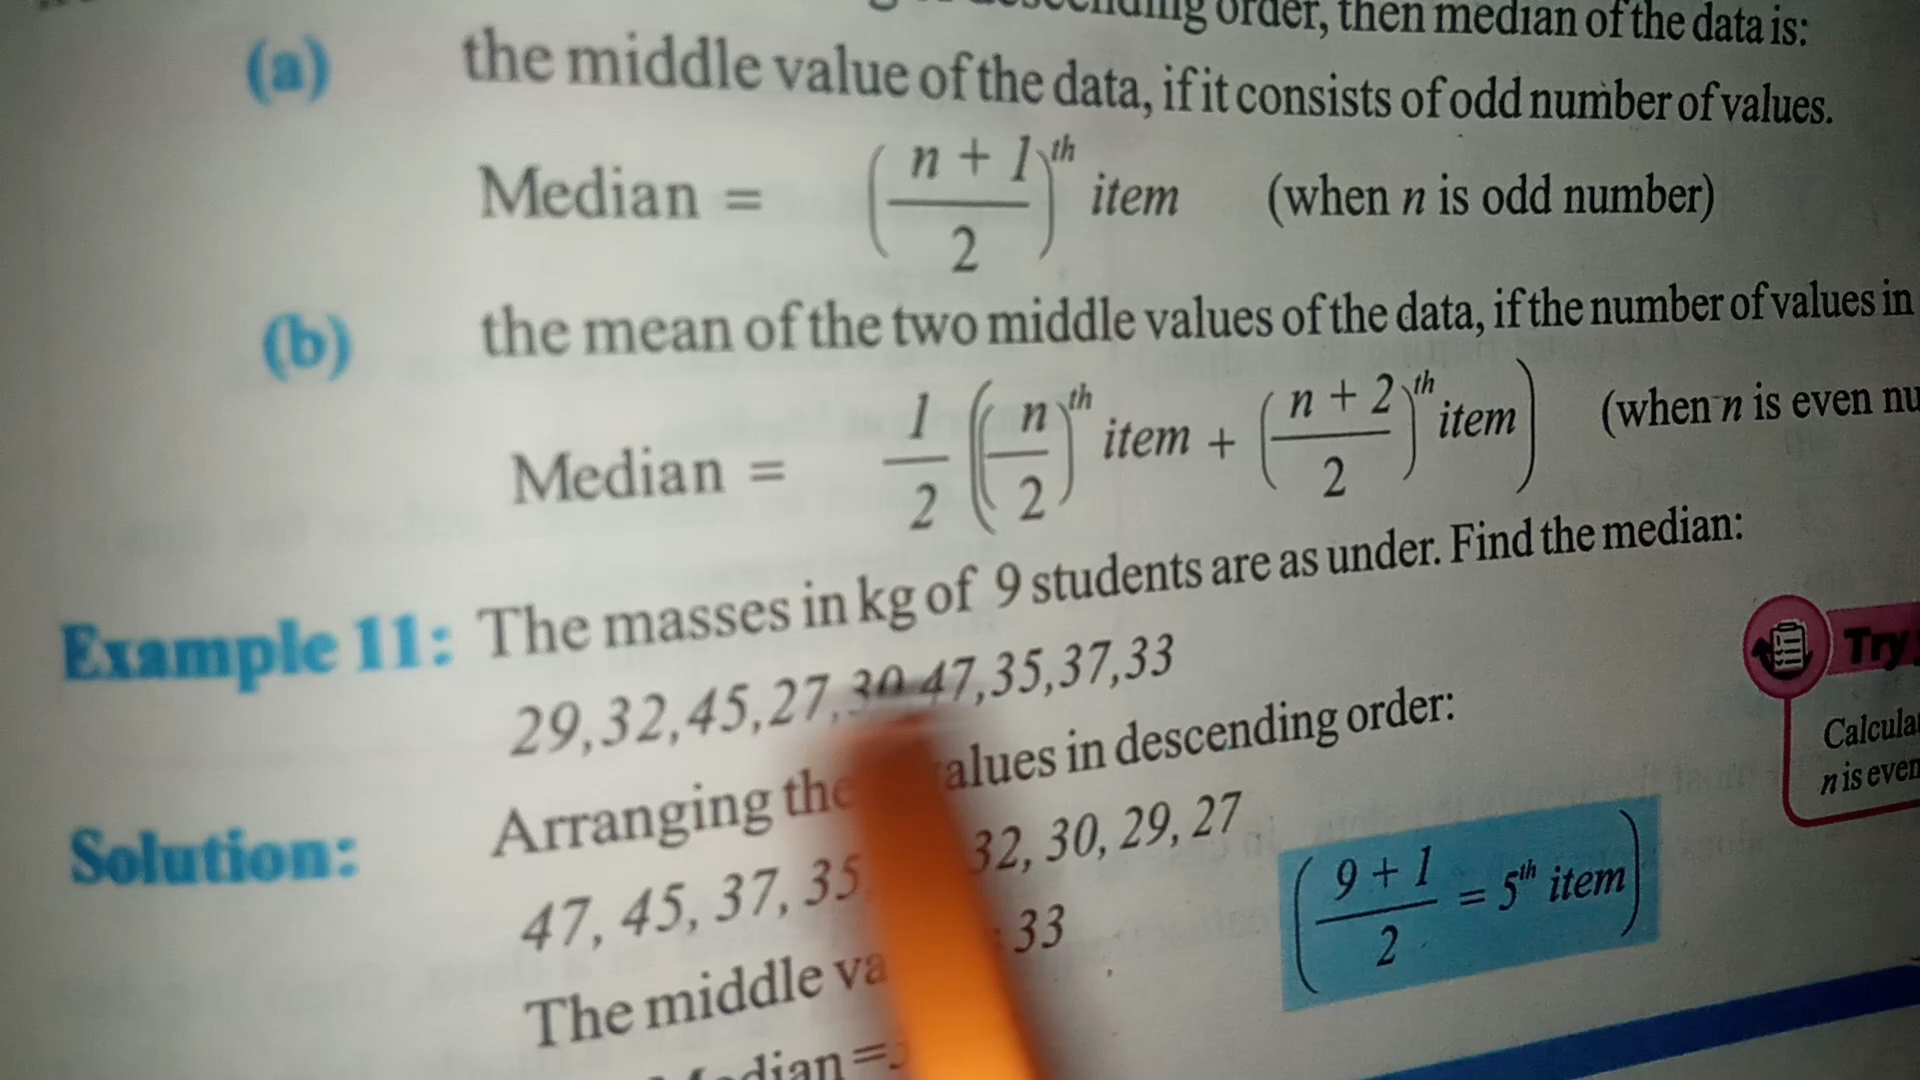 descending order, then median of the data is:
(a) the middle value of the data, if it consists of odd number of values.
Median = ( n + 1 / 2 )th item (when n is odd number)
(b) the mean of the two middle values of the data, if the number of values in
Median = 1/2 ( ( n / 2 )th item + ( n + 2 / 2 )th item ) (when n is even nu
Example 11: The masses in kg of 9 students are as under. Find the median:
29,32,45,27,30,47,35,37,33
Try
Solution: Arranging the values in descending order:
Calcula
n is even
47, 45, 37, 35, 32, 30, 29, 27
( 9 + 1 / 2 = 5th item )
The middle 33
Median =